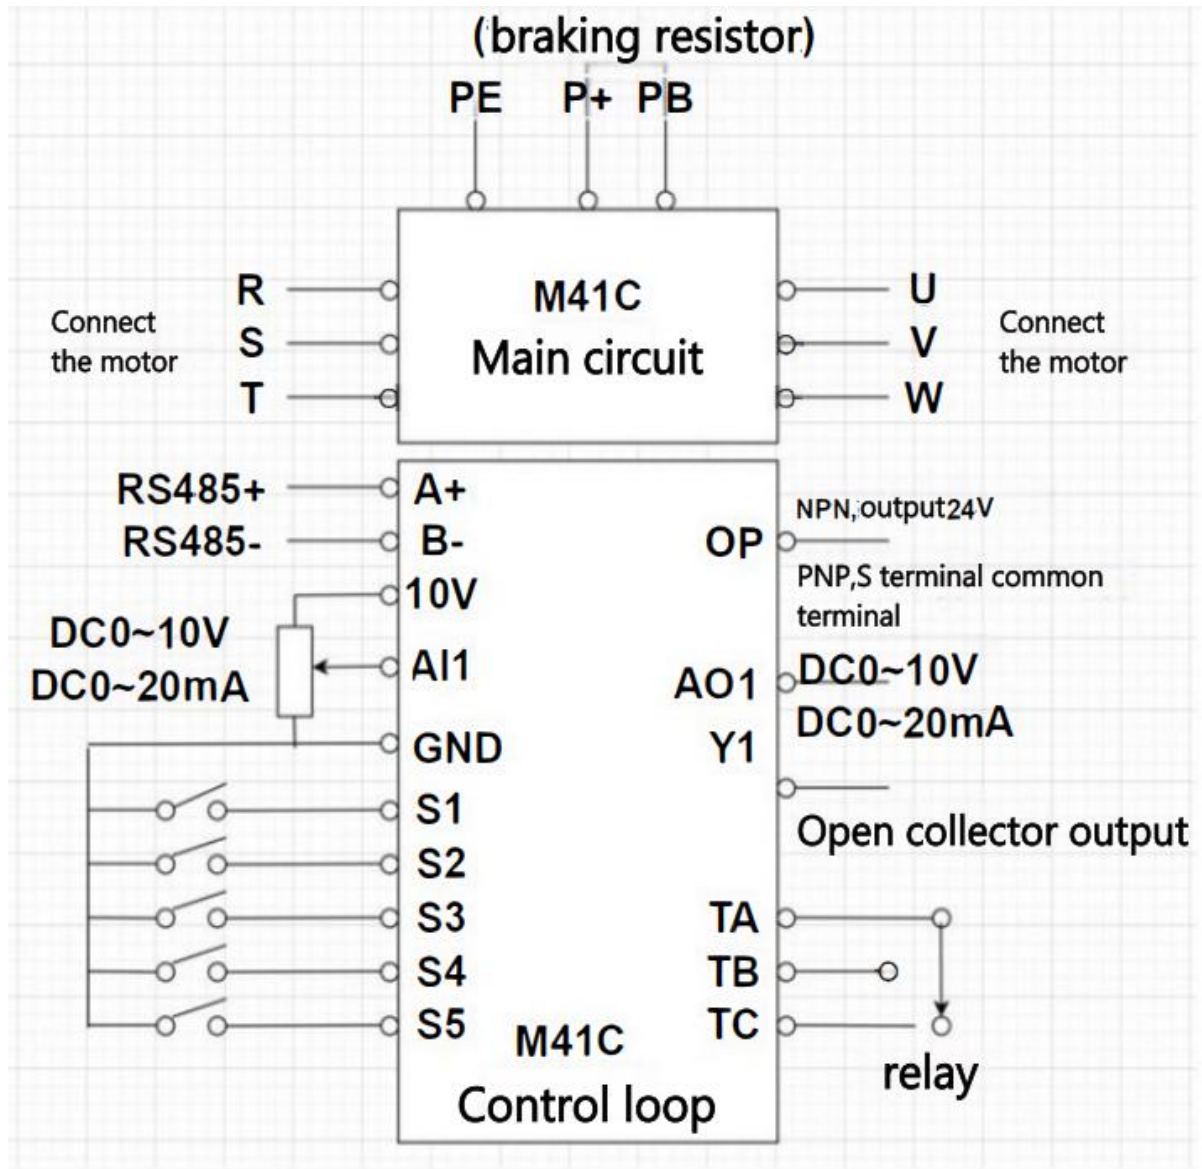 (braking resistor)
PE P+ PB
R
S
T
Connect
the motor
M41C
Main circuit
U
V
W
Connect
the motor
RS485+
RS485-
DC0~10V
DC0~20mA
A+
B-
10V
AI1
GND
S1
S2
S3
S4
S5
M41C
Control loop
OP
AO1
Y1
TA
TB
TC
NPN,output24V
PNP,S terminal common
terminal
DC0~10V
DC0~20mA
Open collector output
relay